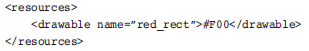 <resources>
<drawable name=”red_rect”>#F00</drawable>
</resources>